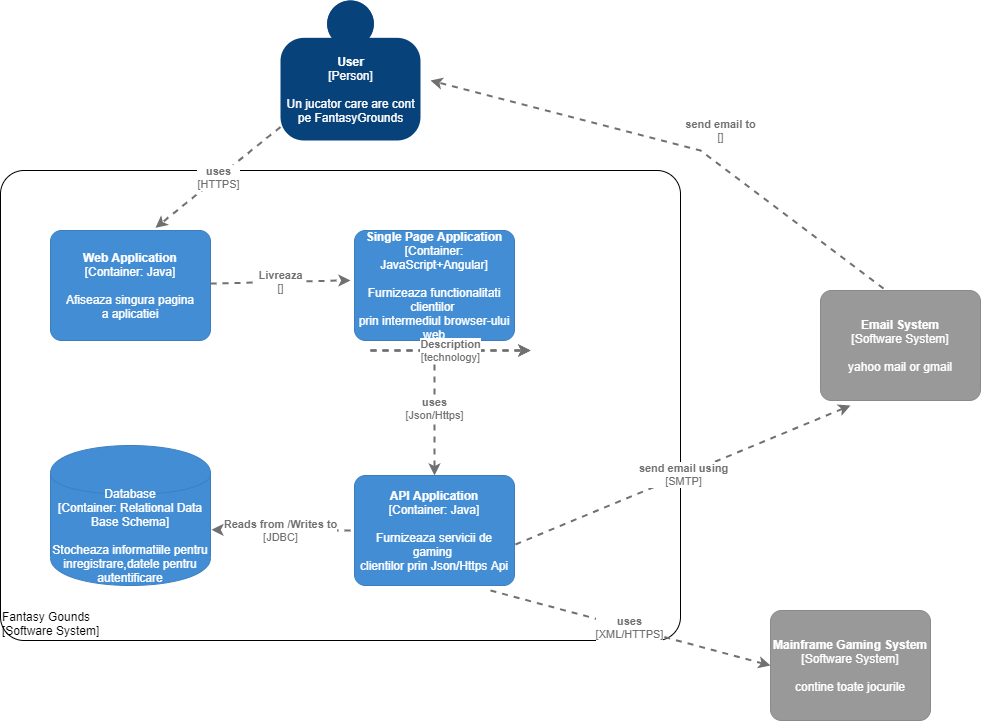 User
[Person]
Un jucator care are cont
pe FantasyGrounds
send email to
[]
uses
[HTTPS]
Web Application
[Container: Java]
Afiseaza singura pagina
a aplicatiei
Livreaza
[]
Single Page Application
[Container:
JavaScript+Angular]
Furnizeaza functionalitati
clientilor
prin intermediul browser-ului
web
Description
[technology]
Email System
[Software System]
yahoo mail or gmail
uses
[Json/Https]
send email using
[SMTP]
Database
[Container: Relational Data
Base Schema]
Stocheaza informatiile pentru
inregistrare,datele pentru
autentificare
Reads from /Writes to
[JDBC]
API Application
[Container: Java]
Furnizeaza servicii de
gaming
clientilor prin Json/Https Api
Fantasy Gounds
[Software System]
uses
[XML/HTTPS]
Mainframe Gaming System
[Software System]
contine toate jocurile